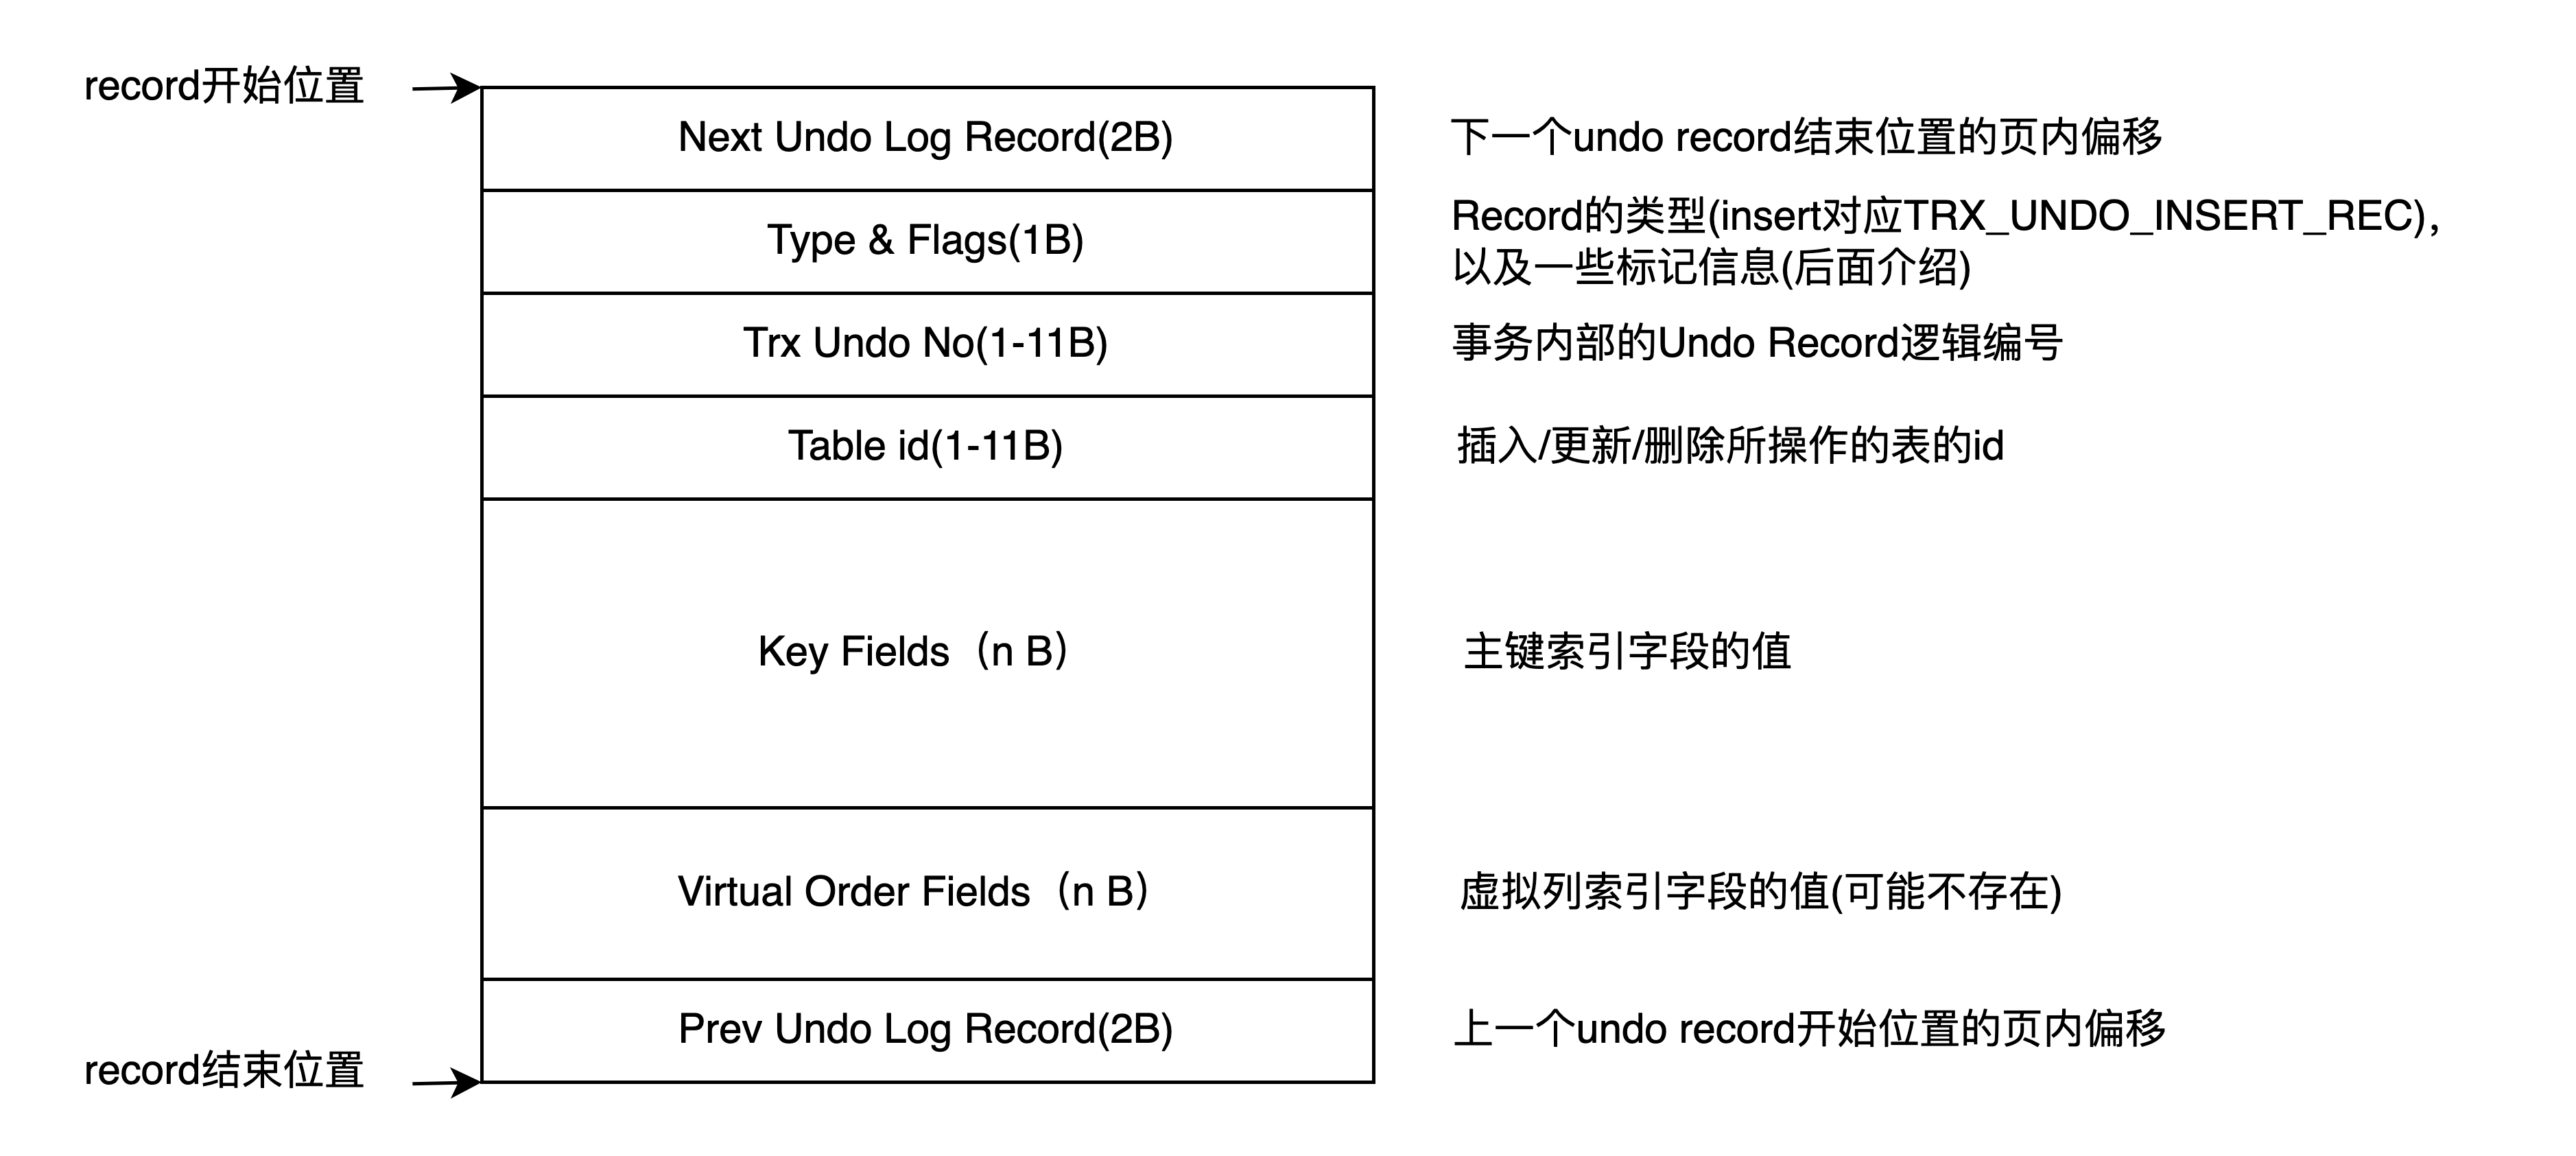 record开始位置
Next Undo Log Record(2B)
下一个undo record结束位置的页内偏移
Type & Flags(1B)
Record的类型(insert对应TRX_UNDO_INSERT_REC),
以及一些标记信息(后面介绍)
Trx Undo No(1-11B)
事务内部的Undo Record逻辑编号
Table id(1-11B)
插入/更新/删除所操作的表的id
Key Fields（n B）
主键索引字段的值
Virtual Order Fields（n B）
虚拟列索引字段的值(可能不存在)
Prev Undo Log Record(2B)
上一个undo record开始位置的页内偏移
record结束位置